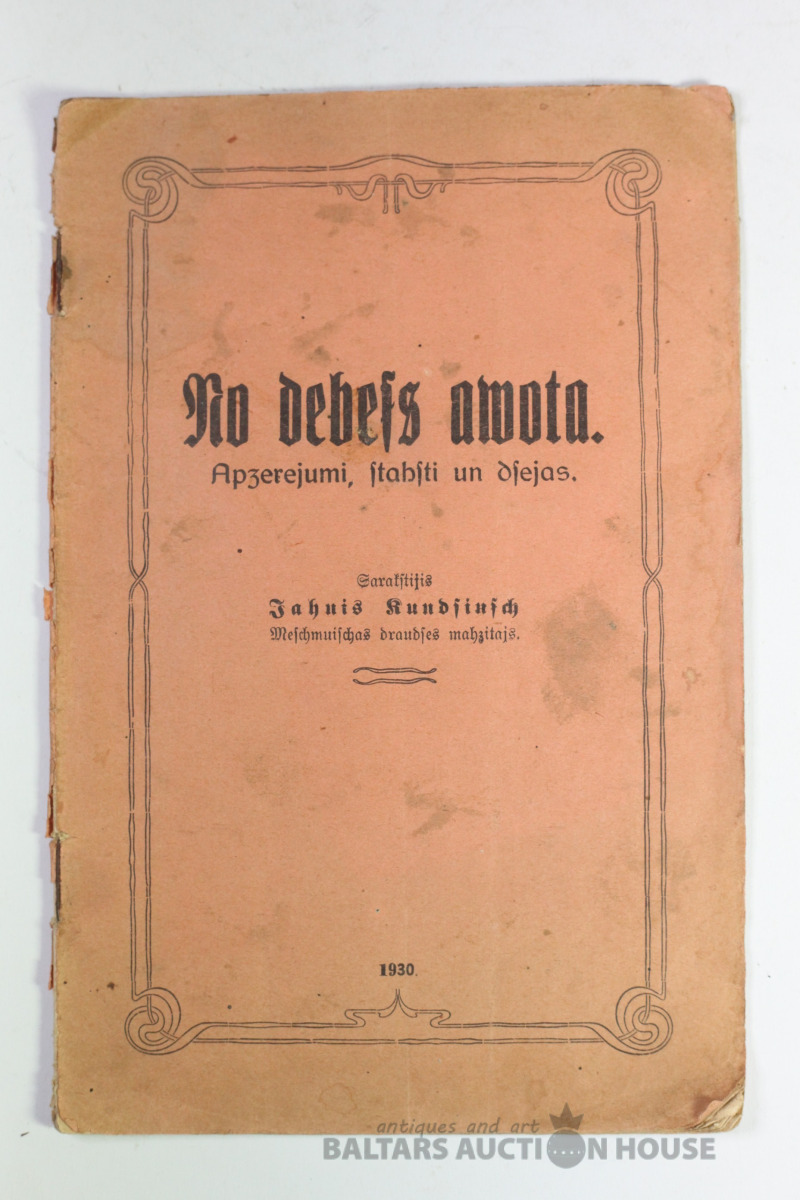 No debeſs awota.
Apzerejumi, ſtahſti un dſejas.
Sarakſtijis
Jahnis Kundſinſch
Meſchmuiſchas draudſes mahzitajs.
1930.
antiques and art
BALTARS AUCTION HOUSE